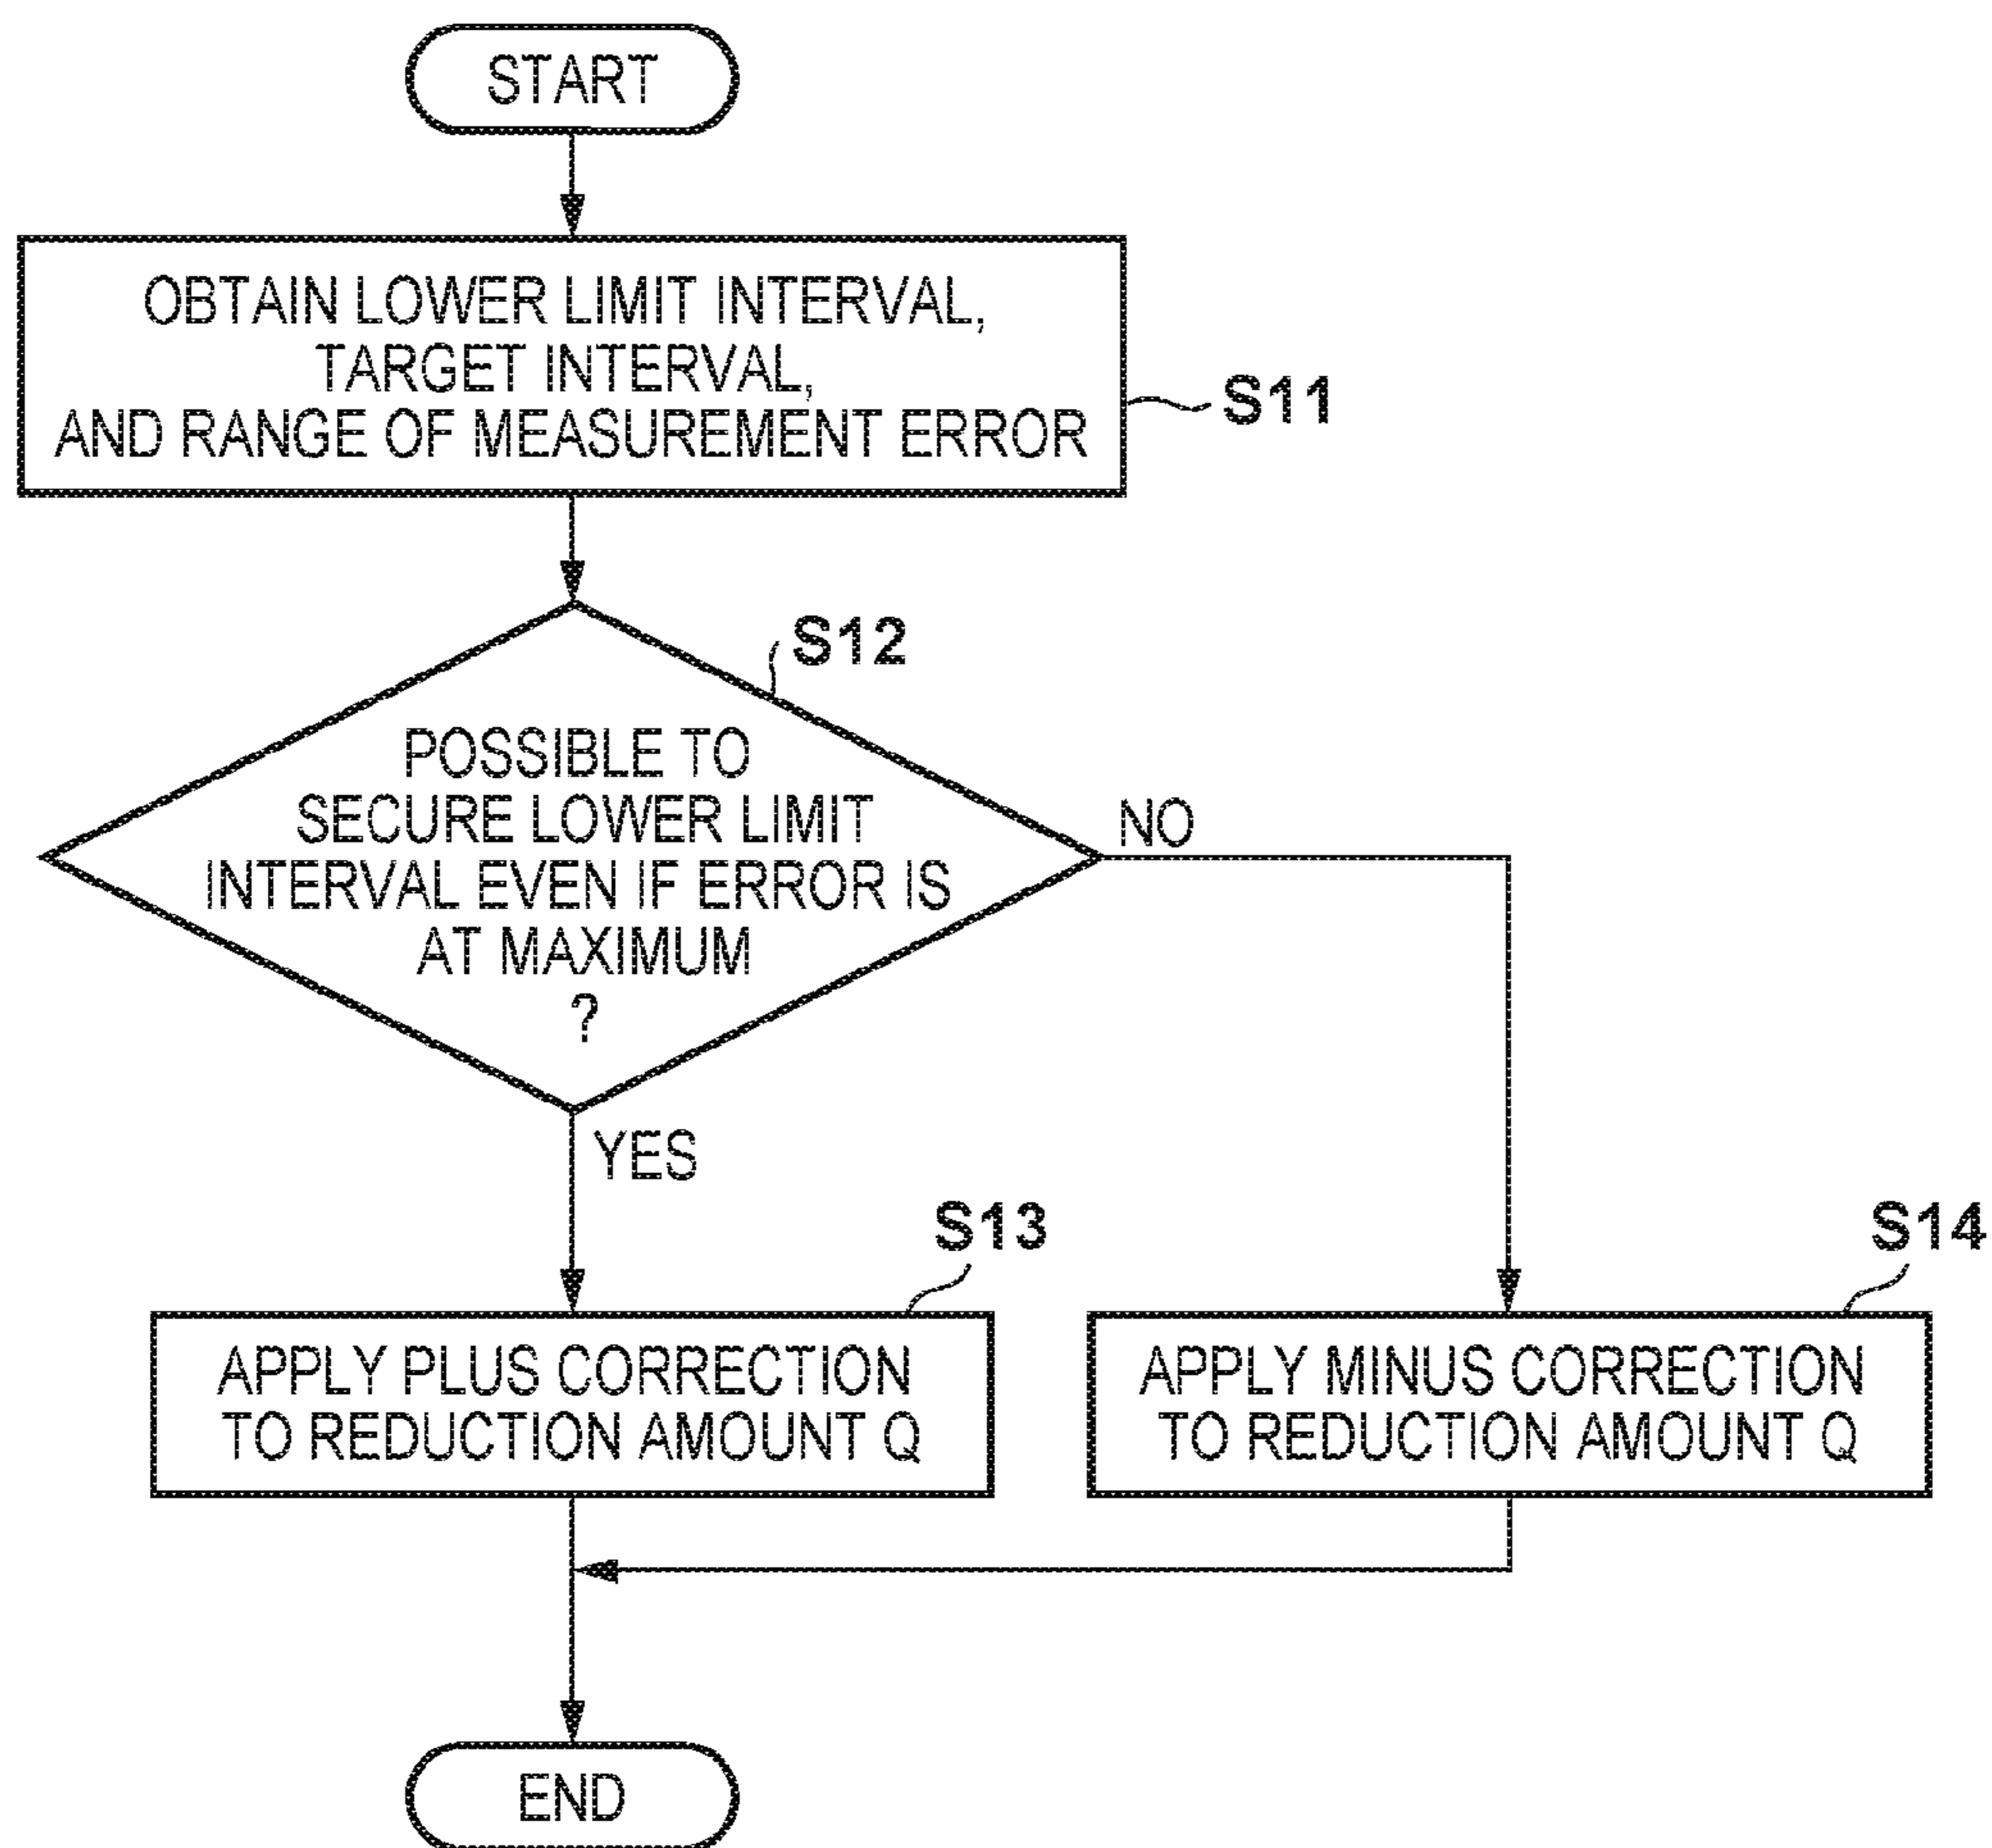 START
OBTAIN LOWER LIMIT INTERVAL,
TARGET INTERVAL,
AND RANGE OF MEASUREMENT ERROR
S11
S12
POSSIBLE TO
SECURE LOWER LIMIT
INTERVAL EVEN IF ERROR IS
AT MAXIMUM
?
NO
YES
S13
APPLY PLUS CORRECTION
TO REDUCTION AMOUNT Q
S14
APPLY MINUS CORRECTION
TO REDUCTION AMOUNT Q
END